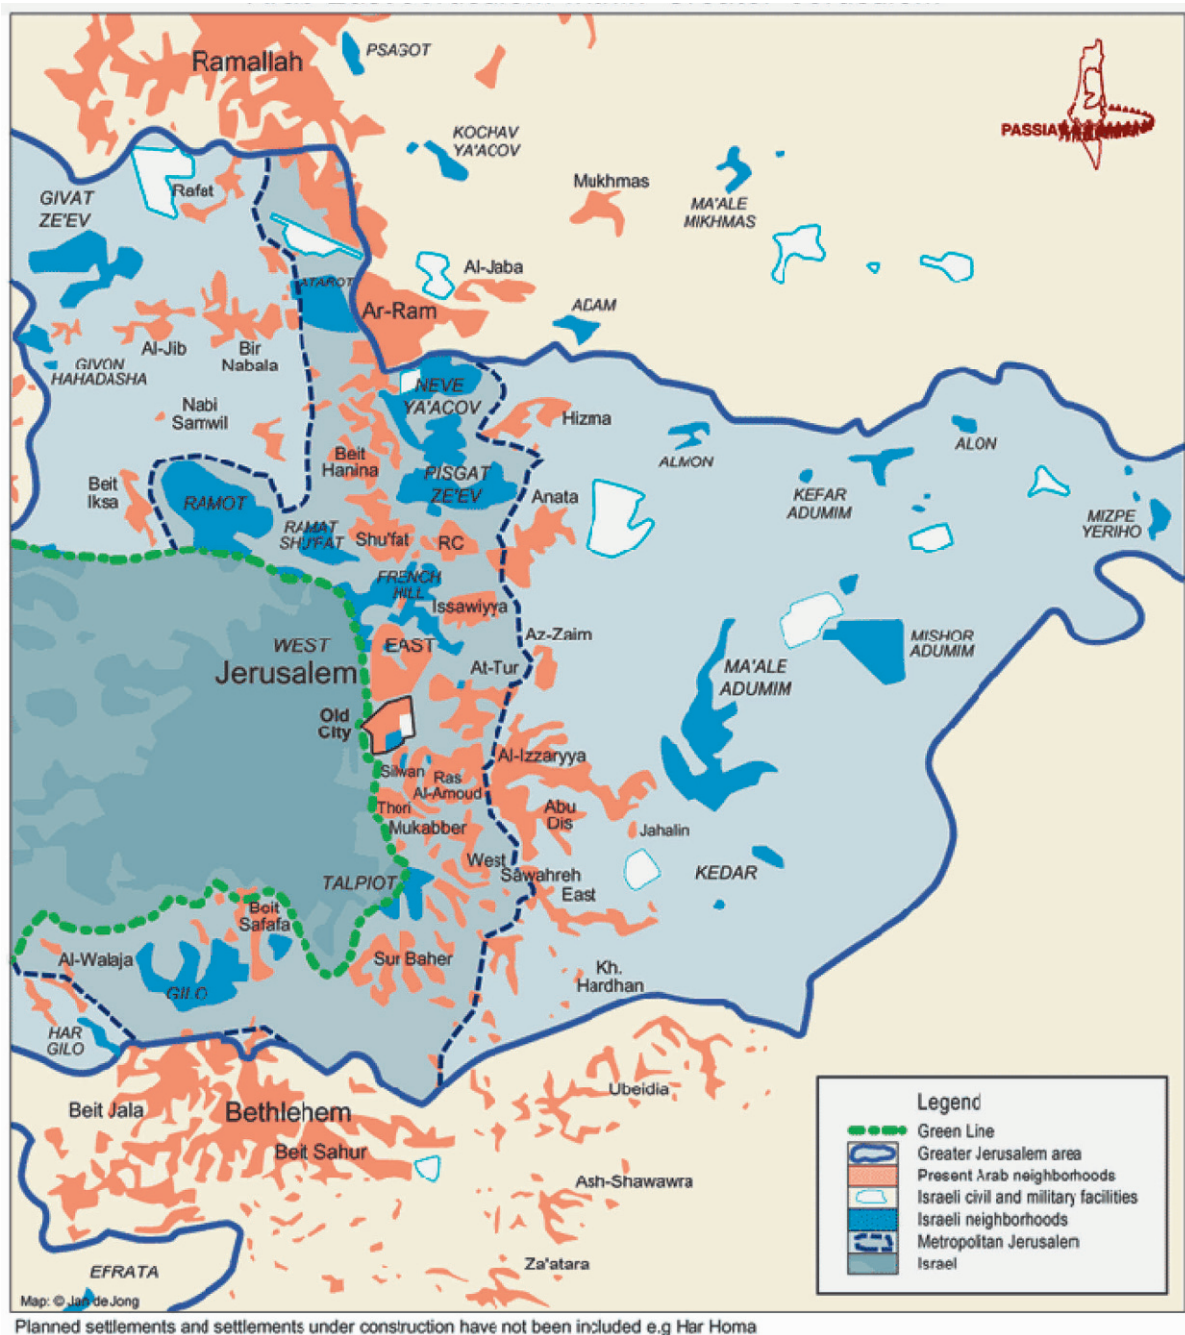 Ramallah
PSAGOT
PASSIA
KOCHAV
YA'ACOV
Mukhmas
MA'ALE
MIKHMAS
GIVAT
ZE'EV
Rafat
Al-Jaba
ATAROT
Ar-Ram
ADAM
Al-Jib
Bir
Nabala
GIVON
HAHADASHA
NEVE
YA'ACOV
Nabi
Samwil
Hizma
ALMON
ALON
Beit
Hanina
PISGAT
ZE'EV
Beit
Iksa
RAMOT
Anata
KEFAR
ADUMIM
MIZPE
YERIHO
RAMAT
SHU'FAT
Shu'fat
RC
FRENCH
HILL
Issawiyya
WEST
EAST
Jerusalem
Az-Zaim
At-Tur
MA'ALE
ADUMIM
MISHOR
ADUMIM
Old
City
Al-Izzaryya
Silwan
Ras
Al-Amoud
Thori
Mukabber
Abu
Dis
Jahalin
West
Sawahreh
East
KEDAR
TALPIOT
Beit
Safafa
Al-Walaja
Sur Baher
GILO
Kh.
Hardhan
HAR
GILO
Beit Jala
Bethlehem
Beit Sahur
Ubeidia
Ash-Shawawra
Za'atara
EFRATA
Legend
Green Line
Greater Jerusalem area
Present Arab neighborhoods
Israeli civil and military facilities
Israeli neighborhoods
Metropolitan Jerusalem
Israel
Map: © Jan de Jong
Planned settlements and settlements under construction have not been included e.g Har Homa